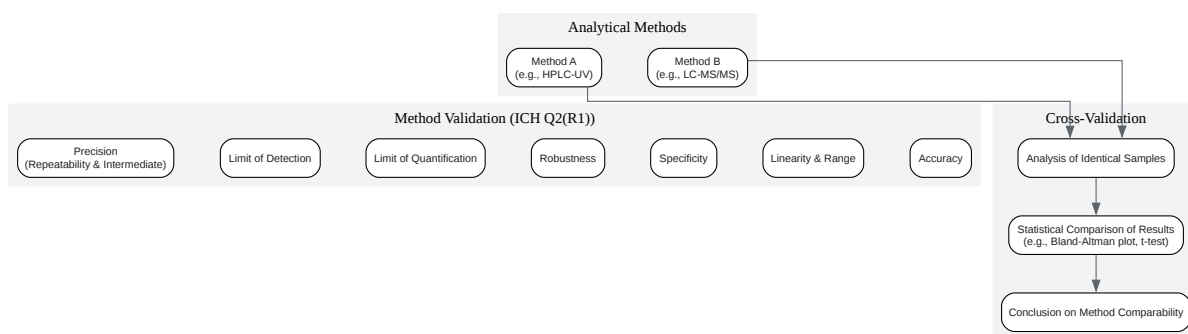 Analytical Methods
Method A
(e.g., HPLC-UV)
Method B
(e.g., LC-MS/MS)
Method Validation (ICH Q2(R1))
Precision
(Repeatability & Intermediate)
Limit of Detection
Limit of Quantification
Robustness
Specificity
Linearity & Range
Accuracy
Cross-Validation
Analysis of Identical Samples
Statistical Comparison of Results
(e.g., Bland-Altman plot, t-test)
Conclusion on Method Comparability